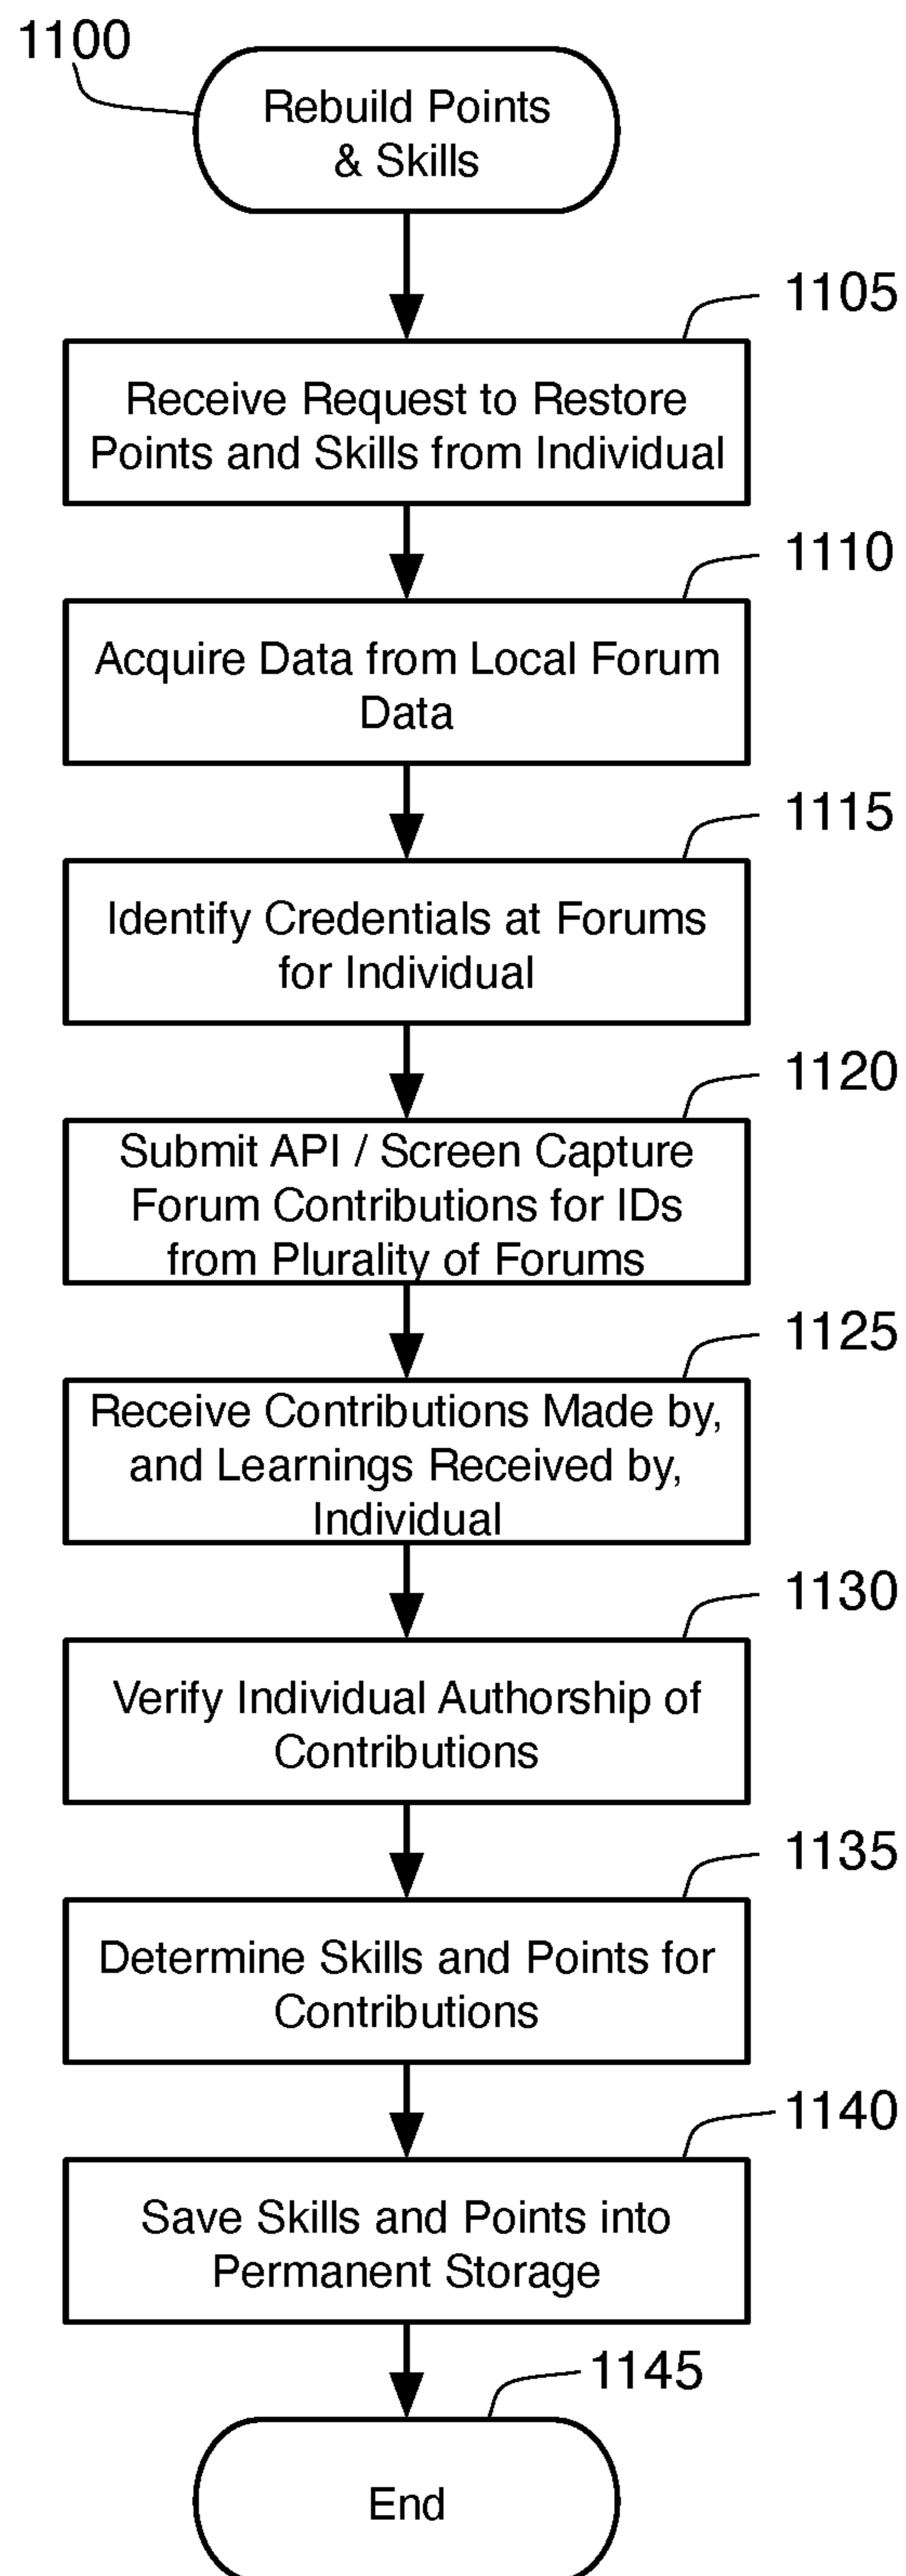 1100
Rebuild Points
& Skills
1105
Receive Request to Restore
Points and Skills from Individual
1110
Acquire Data from Local Forum
Data
1115
Identify Credentials at Forums
for Individual
1120
Submit API / Screen Capture
Forum Contributions for IDs
from Plurality of Forums
1125
Receive Contributions Made by,
and Learnings Received by,
Individual
1130
Verify Individual Authorship of
Contributions
1135
Determine Skills and Points for
Contributions
1140
Save Skills and Points into
Permanent Storage
1145
End